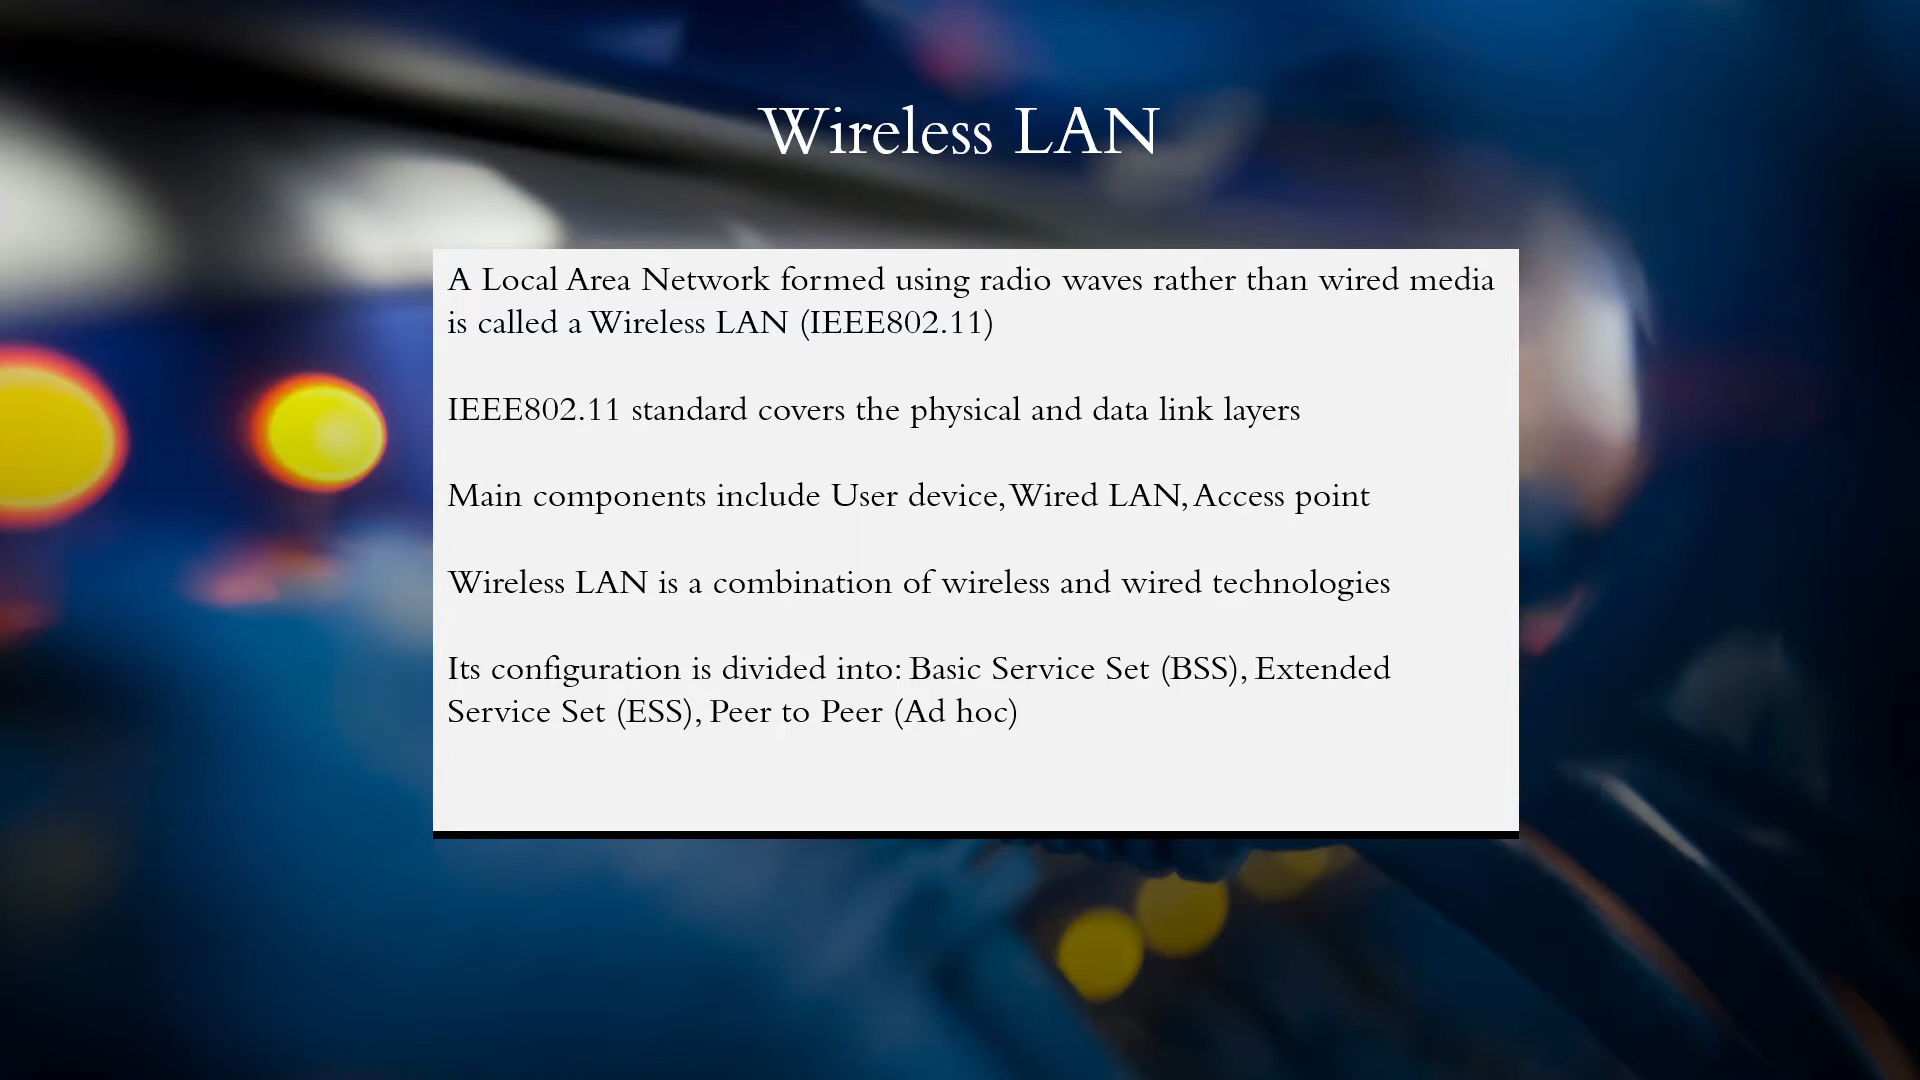 Wireless LAN
A Local Area Network formed using radio waves rather than wired media
is called a Wireless LAN (IEEE802.11)
IEEE802.11 standard covers the physical and data link layers
Main components include User device, Wired LAN, Access point
Wireless LAN is a combination of wireless and wired technologies
Its configuration is divided into: Basic Service Set (BSS), Extended
Service Set (ESS), Peer to Peer (Ad hoc)